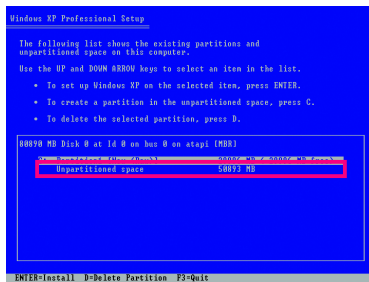 Windows XP Professional Setup
The following list shows the existing partitions and
unpartitioned space on this computer.
Use the UP and DOWN ARROW keys to select an item in the list.
• To set up Windows XP on the selected item, press ENTER.
• To create a partition in the unpartitioned space, press C.
• To delete the selected partition, press D.
80890 MB Disk 0 at Id 0 on bus 0 on atapi [MBR]
Unpartitioned space 50893 MB
ENTER=Install D=Delete Partition F3=Quit